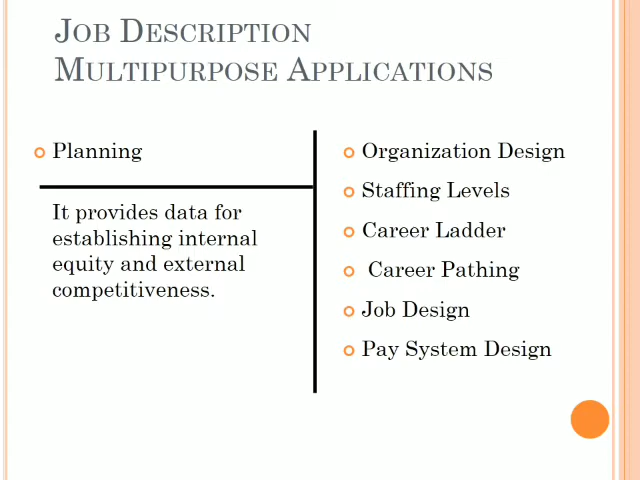 JOB DESCRIPTION
MULTIPURPOSE APPLICATIONS
Planning
It provides data for
establishing internal
equity and external
competitiveness.
Organization Design
Staffing Levels
Career Ladder
Career Pathing
Job Design
Pay System Design